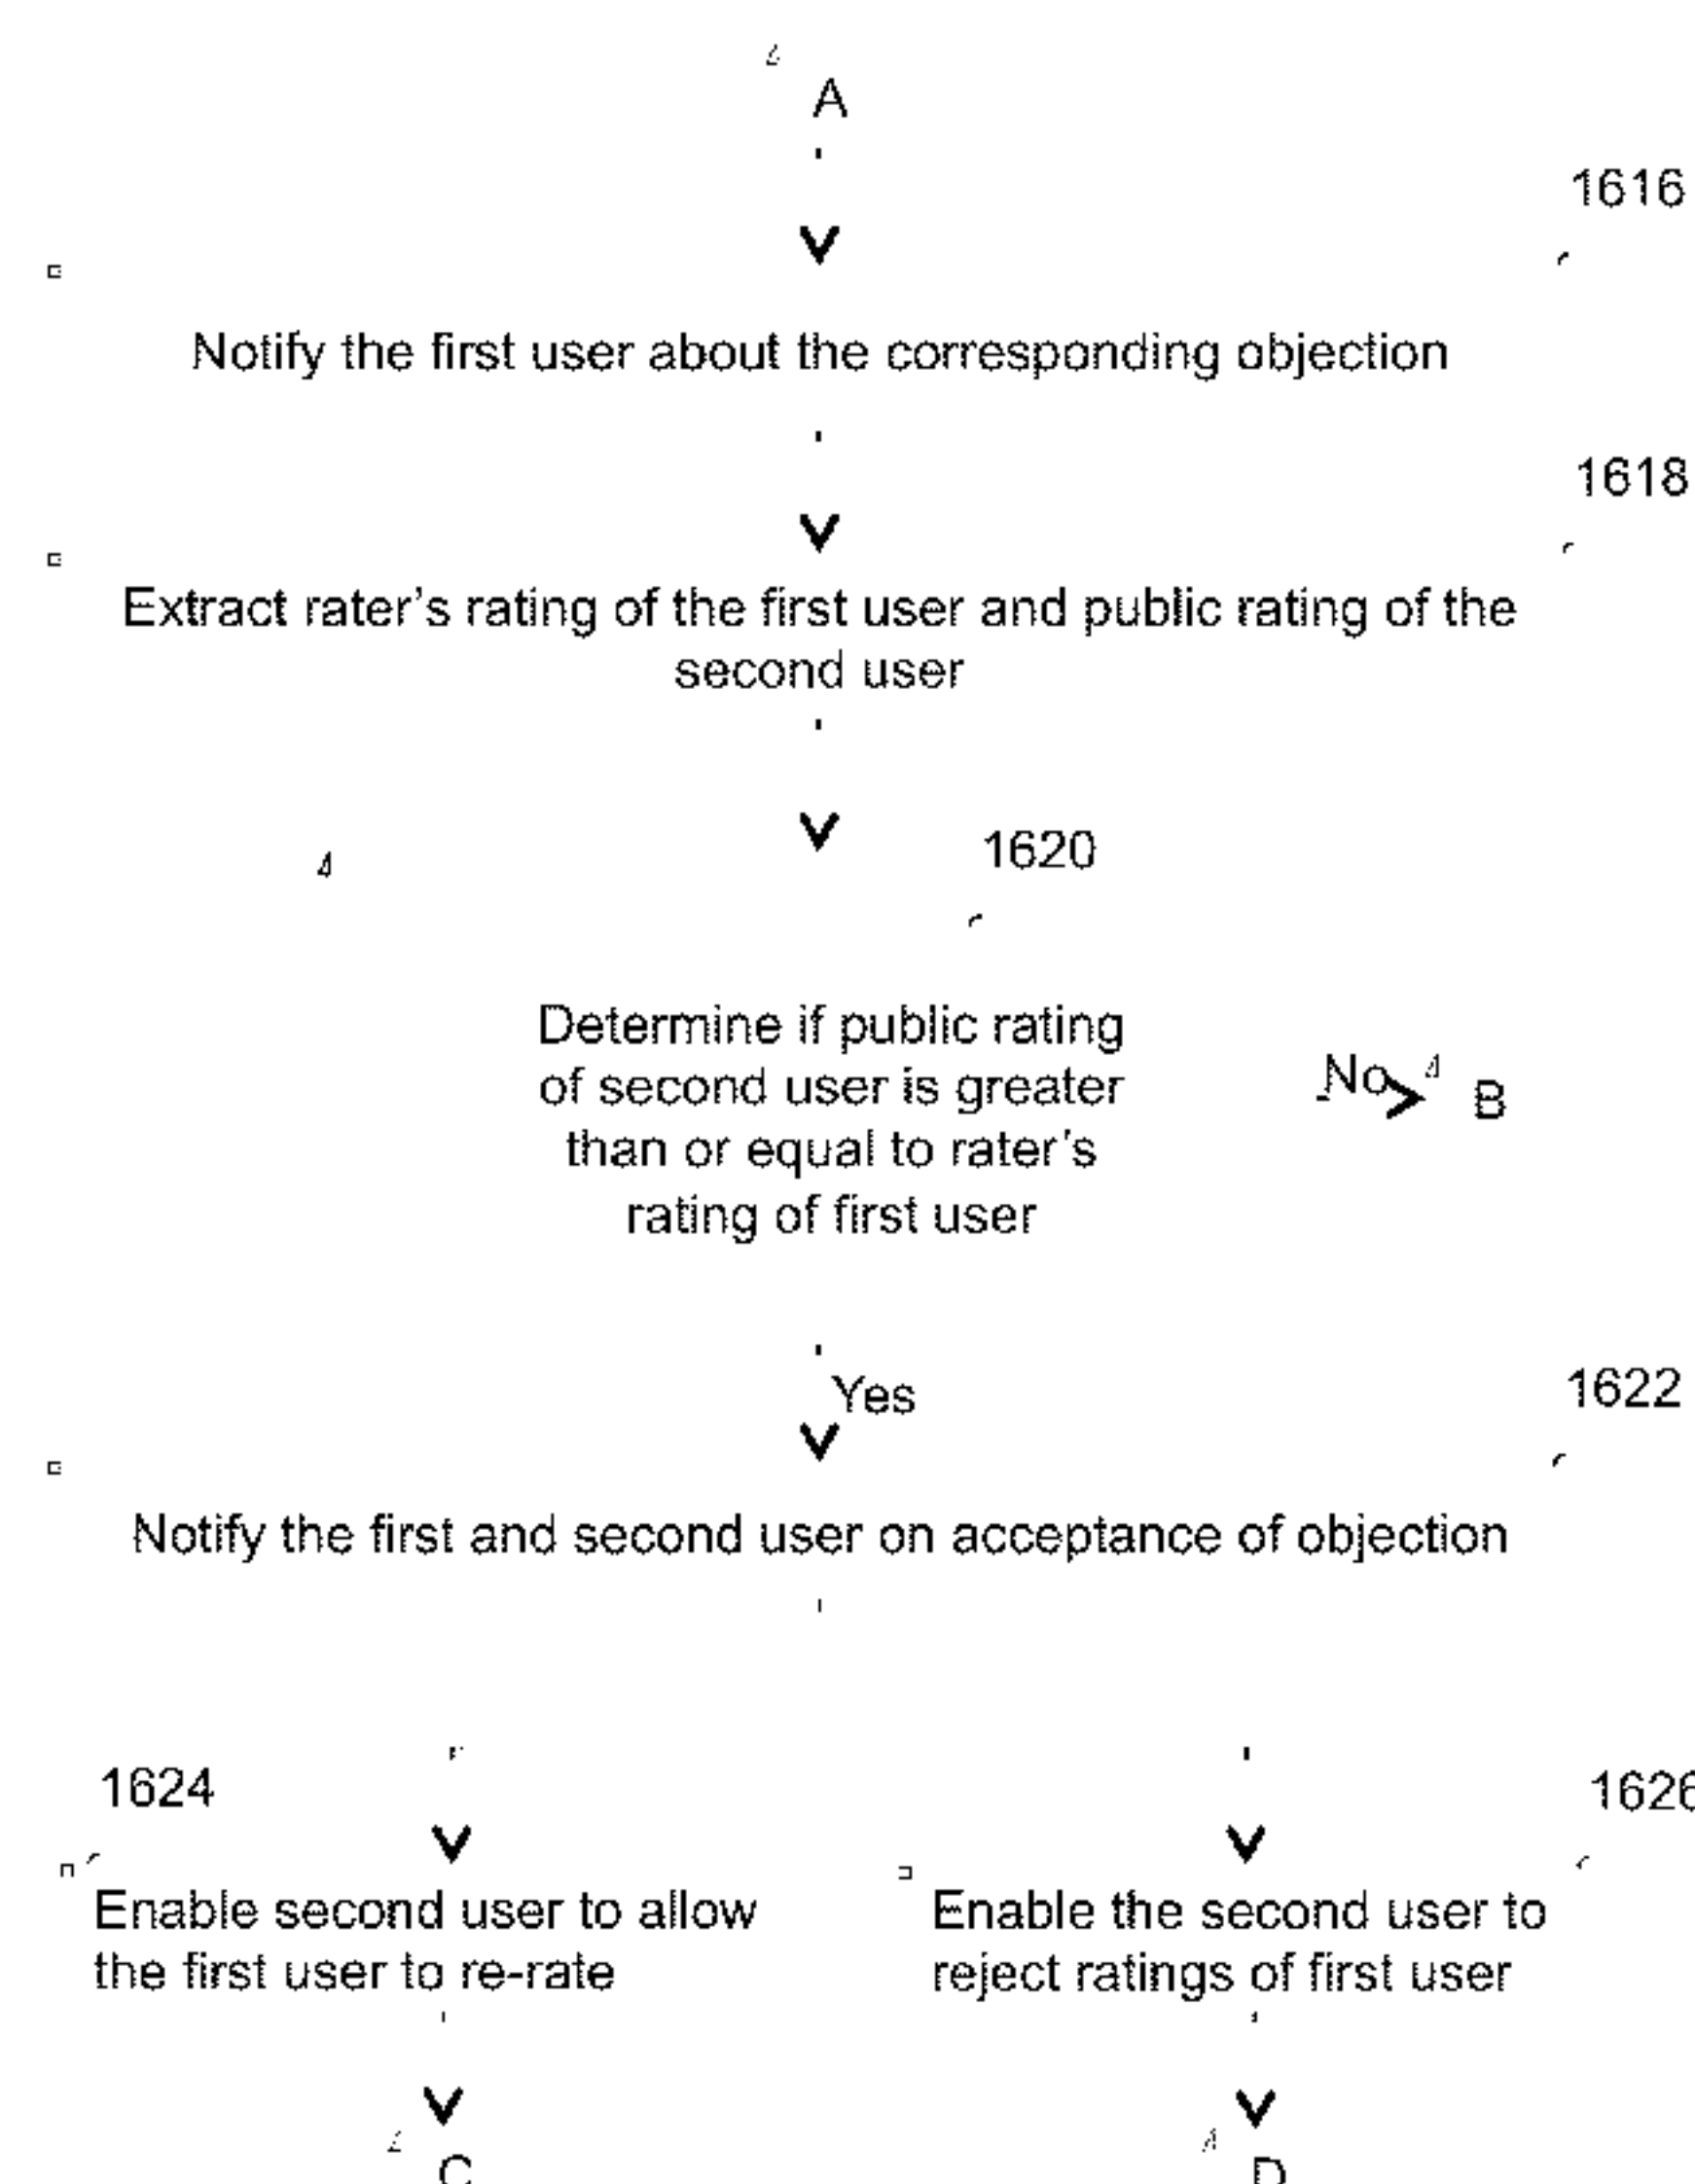 A
1616
Notify the first user about the corresponding objection
1618
Extract rater's rating of the first user and public rating of the
second user
1620
Determine if public rating
of second user is greater
than or equal to rater's
rating of first user
No
B
Yes
1622
Notify the first and second user on acceptance of objection
1624
1626
Enable second user to allow
the first user to re-rate
Enable the second user to
reject ratings of first user
C
D